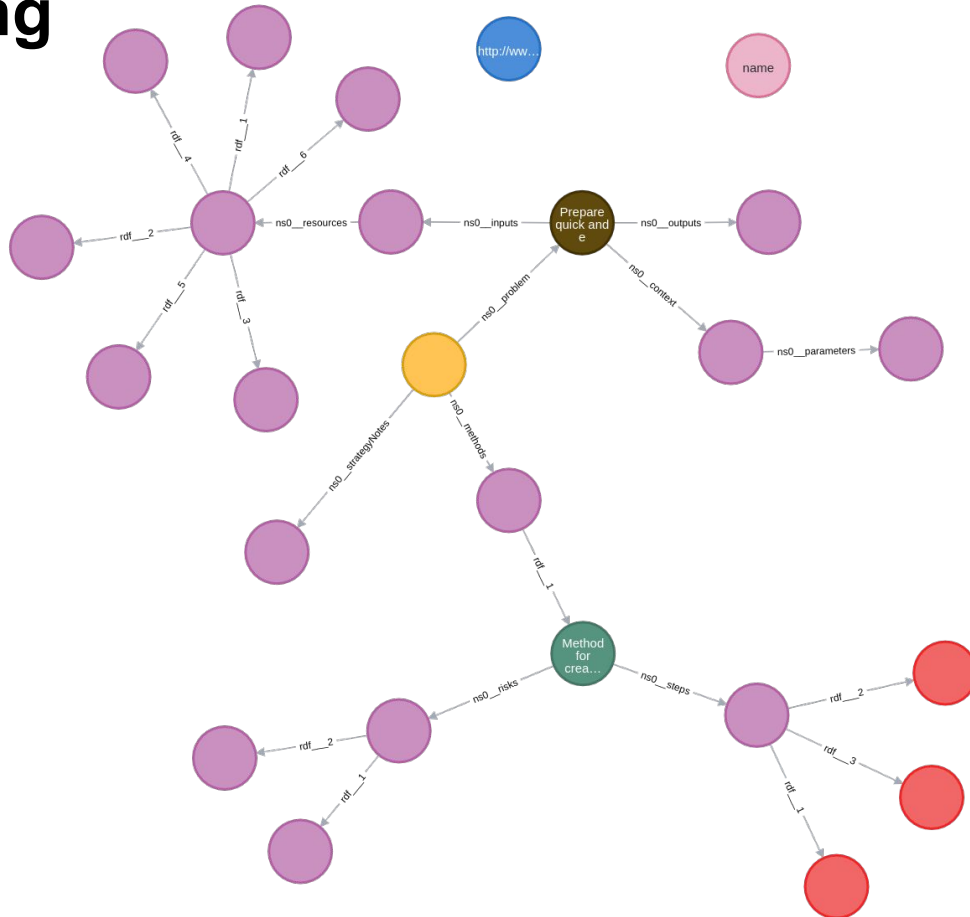 ng
http://ww...
name
rdf__4
rdf__1
rdf__6
rdf__2
ns0__resources
ns0__inputs
Prepare
quick and
e
ns0__outputs
rdf__5
rdf__3
ns0__problem
ns0__context
ns0__parameters
ns0__strategyNotes
ns0__methods
rdf__1
Method
for
crea...
ns0__risks
ns0__steps
rdf__2
rdf__2
rdf__3
rdf__1
rdf__1